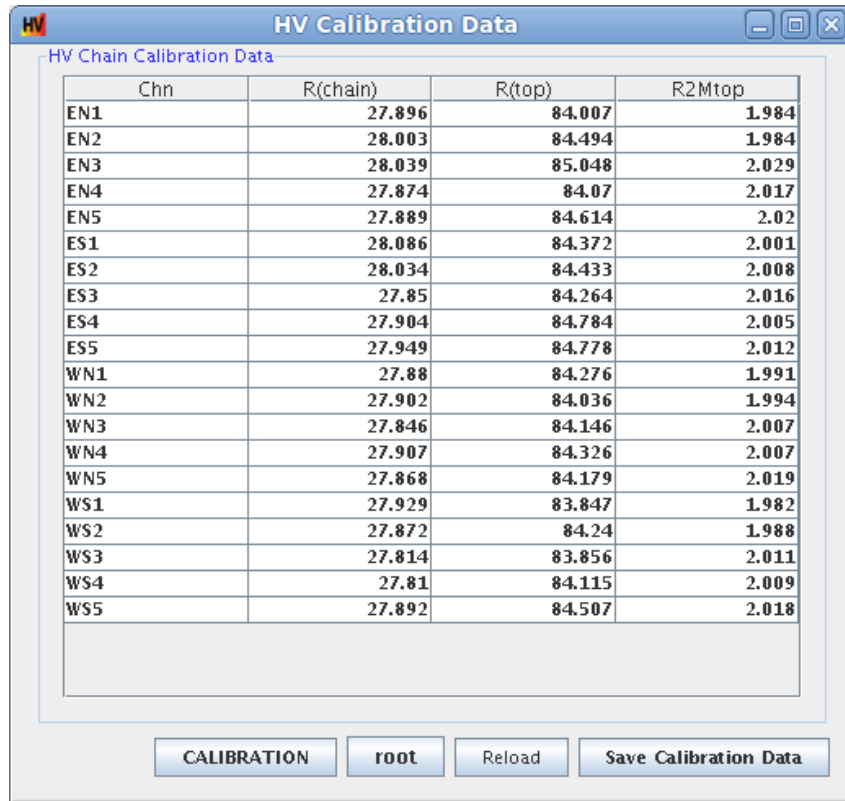 HV HV Calibration Data
HV Chain Calibration Data
Chn R(chain) R(top) R2Mtop
EN1 27.896 84.007 1.984
EN2 28.003 84.494 1.984
EN3 28.039 85.048 2.029
EN4 27.874 84.07 2.017
EN5 27.889 84.614 2.02
ES1 28.086 84.372 2.001
ES2 28.034 84.433 2.008
ES3 27.85 84.264 2.016
ES4 27.904 84.784 2.005
ES5 27.949 84.778 2.012
WN1 27.88 84.276 1.991
WN2 27.902 84.036 1.994
WN3 27.846 84.146 2.007
WN4 27.907 84.326 2.007
WN5 27.868 84.179 2.019
WS1 27.929 83.847 1.982
WS2 27.872 84.24 1.988
WS3 27.814 83.856 2.011
WS4 27.81 84.115 2.009
WS5 27.892 84.507 2.018
CALIBRATION root Reload Save Calibration Data